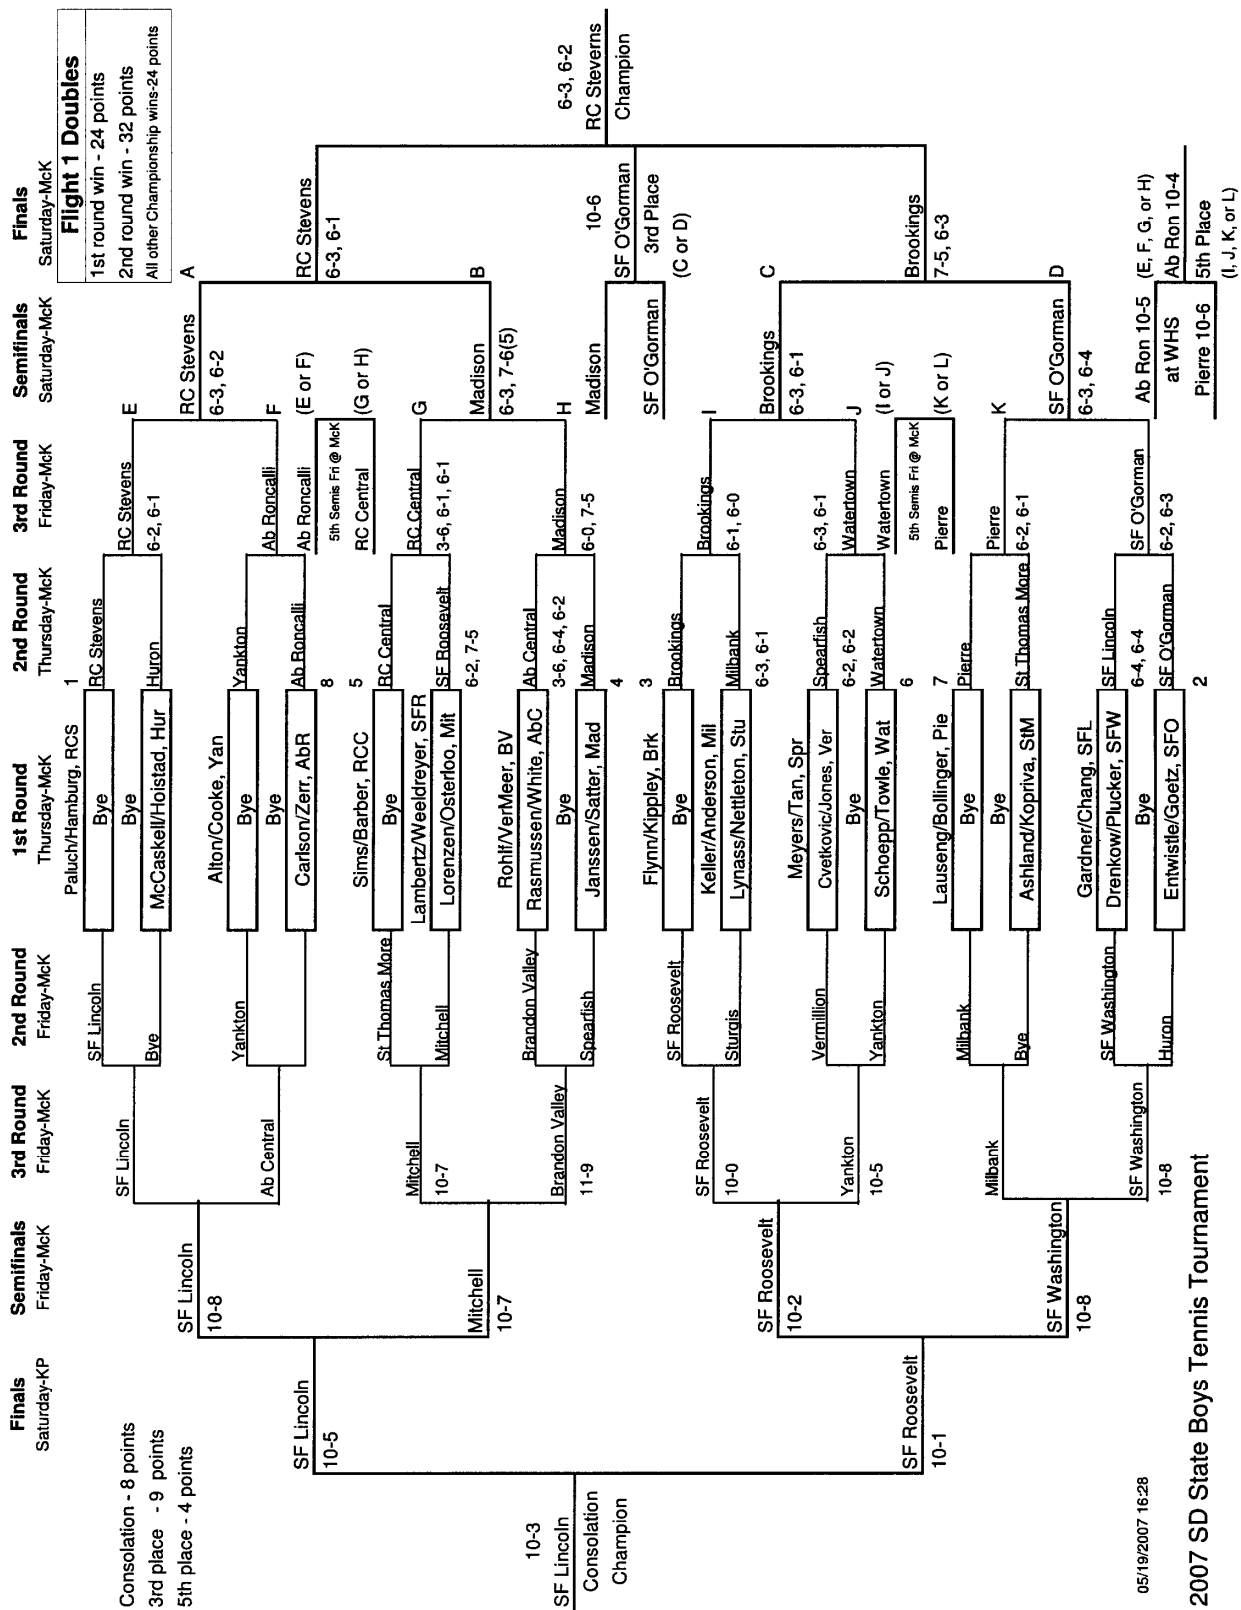 Finals
Saturday-KP
Semifinals
Friday-McK
3rd Round
Friday-McK
2nd Round
Friday-McK
1st Round
Thursday-McK
2nd Round
Thursday-McK
3rd Round
Friday-McK
Semifinals
Saturday-McK
Finals
Saturday-McK
Flight 1 Doubles
1st round win - 24 points
2nd round win - 32 points
All other Championship wins-24 points
Consolation - 8 points
3rd place - 9 points
5th place - 4 points
Paluch/Hamburg, RCS
1
Bye
Bye
McCaskell/Hoistad, Hur
Alton/Cooke, Yan
Bye
Bye
Carlson/Zerr, AbR
8
Sims/Barber, RCC
5
Bye
Lambertz/Weeldreyer, SFR
Lorenzen/Osterloo, Mit
Rohlf/VerMeer, BV
Rasmussen/White, AbC
Bye
Janssen/Satter, Mad
4
Flynn/Kippley, Brk
3
Bye
Keller/Anderson, Mil
Lynass/Nettleton, Stu
Meyers/Tan, Spr
Cvetkovic/Jones, Ver
Bye
Schoepp/Towle, Wat
6
Lauseng/Bollinger, Pie
7
Bye
Bye
Ashland/Kopriva, StM
Gardner/Chang, SFL
Drenkow/Plucker, SFW
Bye
Entwistle/Goetz, SFO
2
RC Stevens
Huron
Yankton
Ab Roncalli
RC Central
SF Roosevelt
6-2, 7-5
Ab Central
3-6, 6-4, 6-2
Madison
Brookings
Milbank
6-3, 6-1
Spearfish
6-2, 6-2
Watertown
Pierre
St Thomas More
SF Lincoln
6-4, 6-4
SF O'Gorman
RC Stevens
6-2, 6-1
Ab Roncalli
Ab Roncalli
5th Semis Fri @ McK
RC Central
RC Central
3-6, 6-1, 6-1
Madison
6-0, 7-5
Brookings
6-1, 6-0
6-3, 6-1
Watertown
Watertown
5th Semis Fri @ McK
Pierre
Pierre
6-2, 6-1
SF O'Gorman
6-2, 6-3
E
RC Stevens
6-3, 6-2
F
(E or F)
(G or H)
G
Madison
6-3, 7-6(5)
H
Madison
SF O'Gorman
I
Brookings
6-3, 6-1
J
(I or J)
(K or L)
K
SF O'Gorman
6-3, 6-4
Ab Ron 10-5
at WHS
Pierre 10-6
A
RC Stevens
6-3, 6-1
B
10-6
SF O'Gorman
3rd Place
(C or D)
C
Brookings
7-5, 6-3
D
(E, F, G, or H)
Ab Ron 10-4
5th Place
(I, J, K, or L)
6-3, 6-2
RC Steverns
Champion
SF Lincoln
Bye
Yankton
St Thomas More
Mitchell
Brandon Valley
Spearfish
SF Roosevelt
Sturgis
Vermillion
Yankton
Milbank
Bye
SF Washington
Huron
SF Lincoln
Ab Central
Mitchell
10-7
Brandon Valley
11-9
SF Roosevelt
10-0
Yankton
10-5
Milbank
SF Washington
10-8
SF Lincoln
10-8
Mitchell
10-7
SF Roosevelt
10-2
SF Washington
10-8
SF Lincoln
10-5
SF Roosevelt
10-1
10-3
SF Lincoln
Consolation
Champion
05/19/2007 16:28
2007 SD State Boys Tennis Tournament